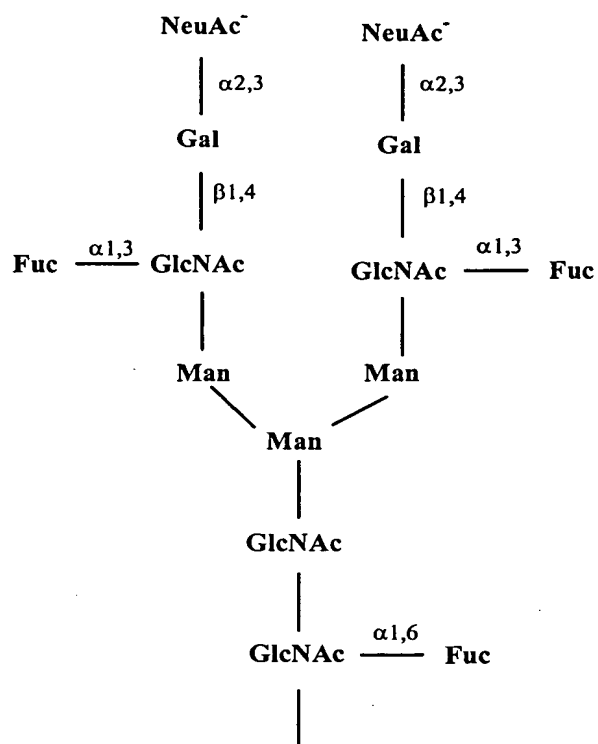 NeuAc- NeuAc-
α2,3 α2,3
Gal Gal
β1,4 β1,4
Fuc α1,3 GlcNAc GlcNAc α1,3 Fuc
Man Man
Man
GlcNAc
GlcNAc α1,6 Fuc